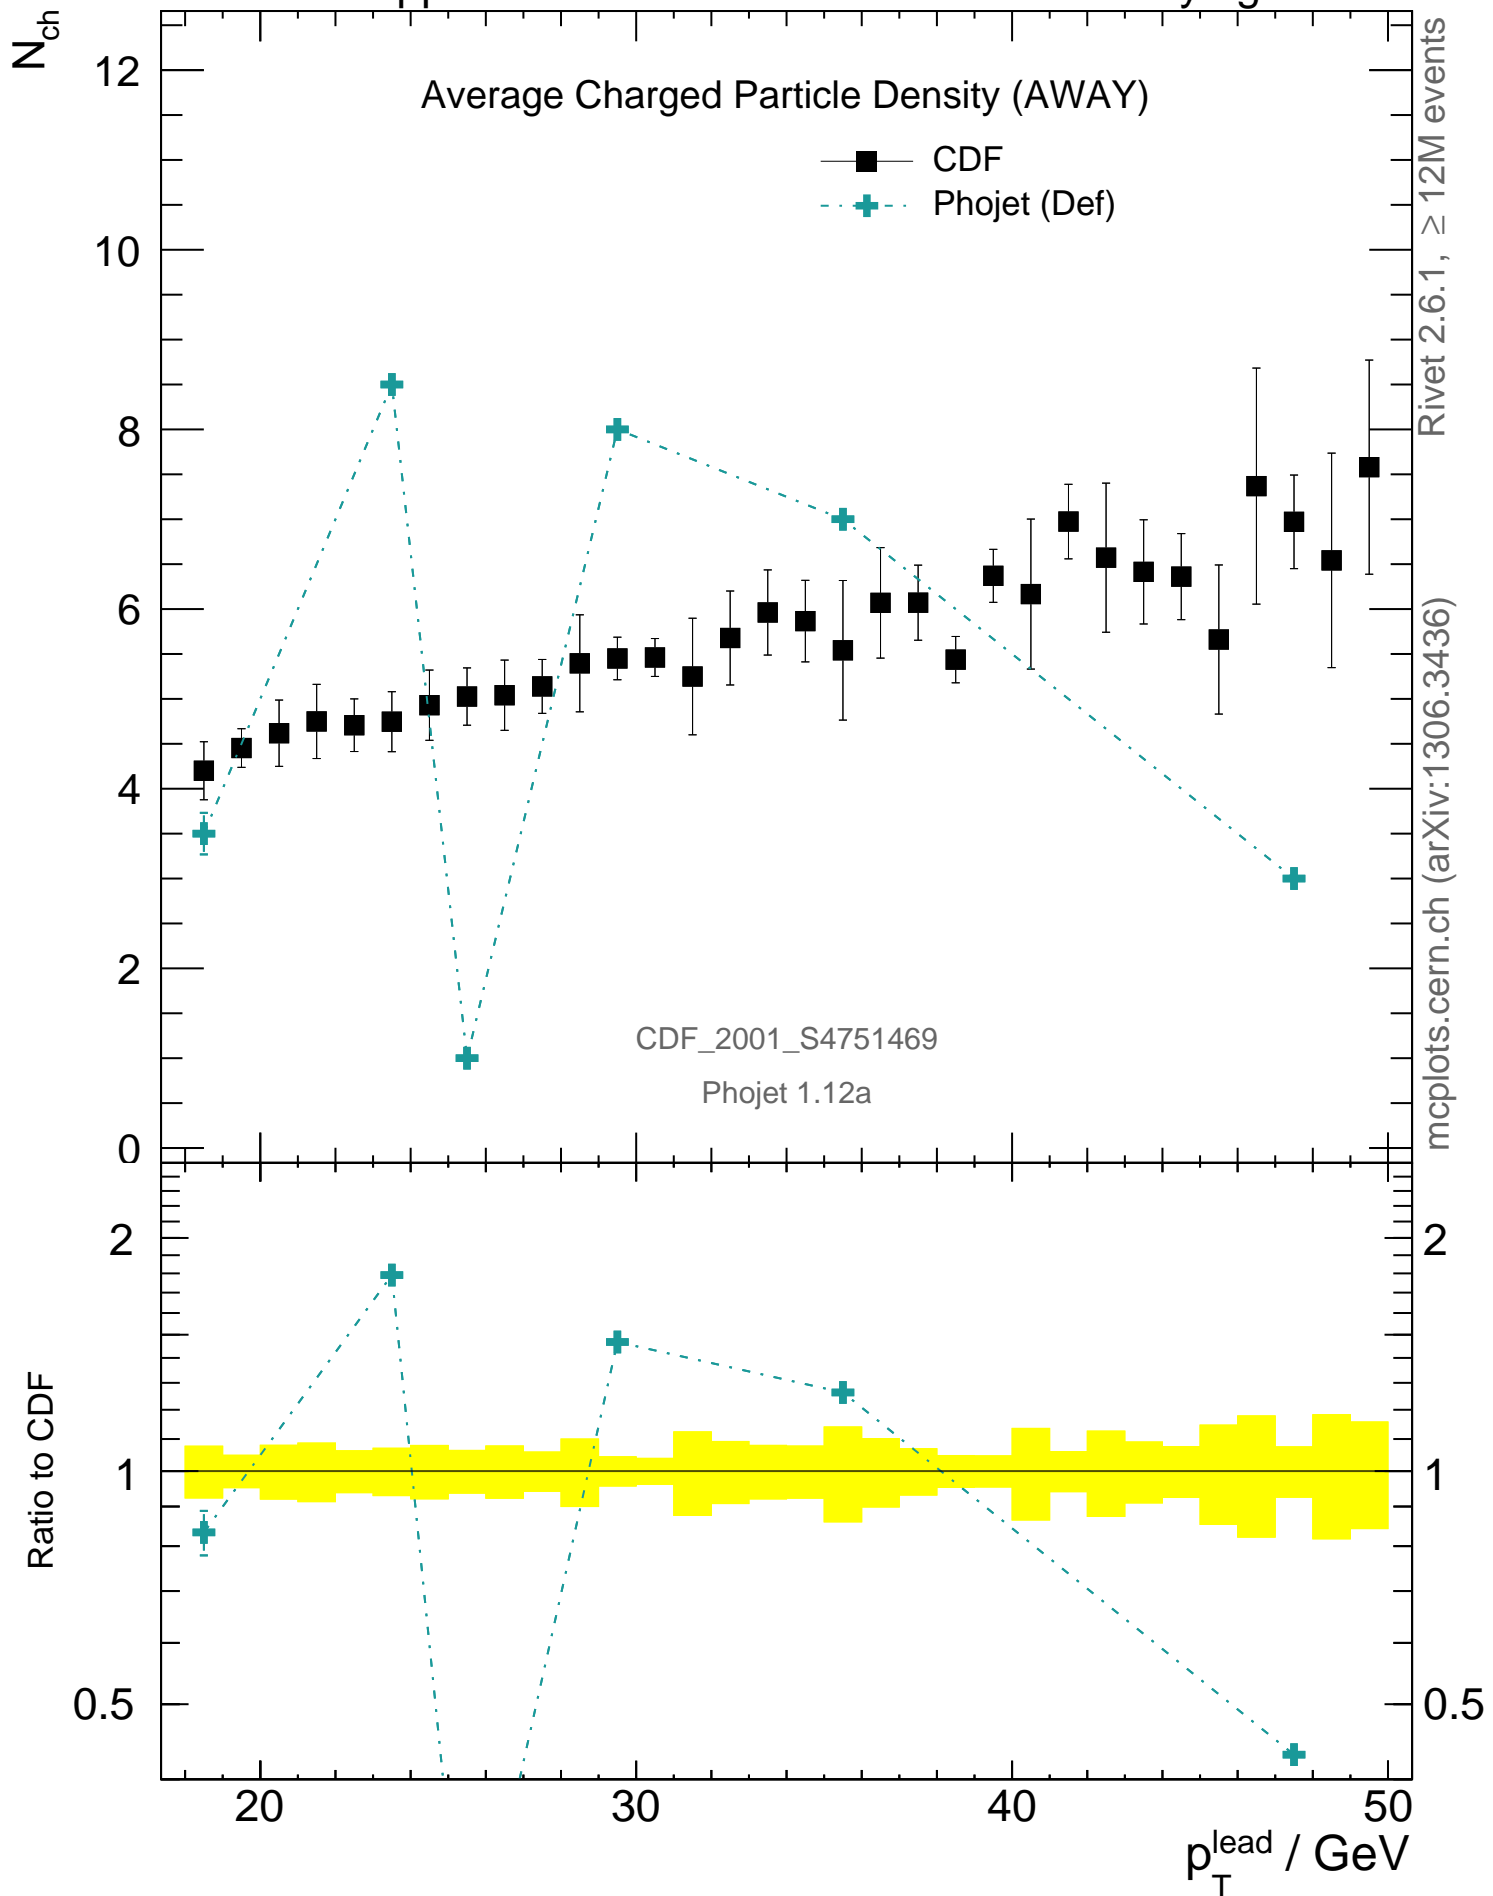 N_ch
Average Charged Particle Density (AWAY)
CDF
Phojet (Def)
12
10
8
6
4
2
0
CDF_2001_S4751469
Phojet 1.12a
Rivet 2.6.1, ≥ 12M events
mcplots.cern.ch (arXiv:1306.3436)
Ratio to CDF
2
1
0.5
2
1
0.5
20 30 40 50
p_T^lead / GeV